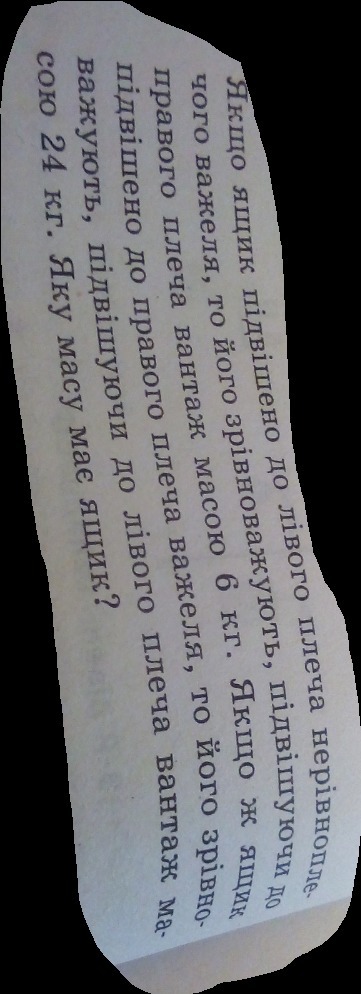 Якщо ящик підвішено до лівого плеча нерівнопле-
чого важеля, то його зрівноважують, підвішуючи до
правого плеча вантаж масою 6 кг. Якщо ж ящик
підвішено до правого плеча важеля, то його зрівно-
важують, підвішуючи до лівого плеча вантаж ма-
сою 24 кг. Яку масу має ящик?